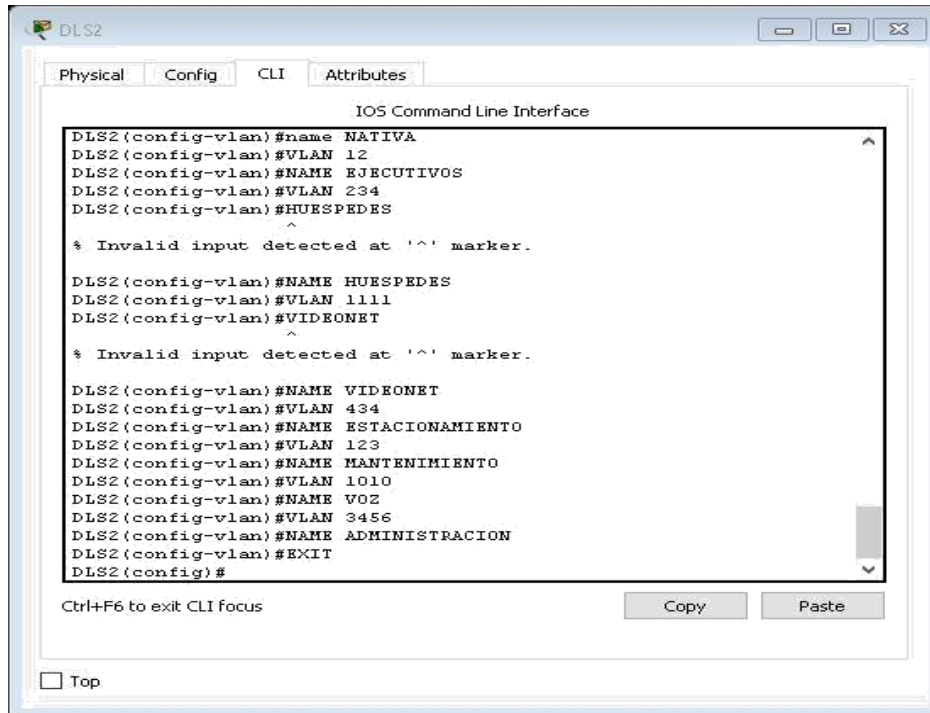 DLS2
Physical Config CLI Attributes
IOS Command Line Interface
DLS2(config-vlan)#name NATIVA
DLS2(config-vlan)#VLAN 12
DLS2(config-vlan)#NAME EJECUTIVOS
DLS2(config-vlan)#VLAN 234
DLS2(config-vlan)#HUESPEDES
^
% Invalid input detected at '^' marker.
DLS2(config-vlan)#NAME HUESPEDES
DLS2(config-vlan)#VLAN 1111
DLS2(config-vlan)#VIDEONET
^
% Invalid input detected at '^' marker.
DLS2(config-vlan)#NAME VIDEONET
DLS2(config-vlan)#VLAN 434
DLS2(config-vlan)#NAME ESTACIONAMIENTO
DLS2(config-vlan)#VLAN 123
DLS2(config-vlan)#NAME MANTENIMIENTO
DLS2(config-vlan)#VLAN 1010
DLS2(config-vlan)#NAME VOZ
DLS2(config-vlan)#VLAN 3456
DLS2(config-vlan)#NAME ADMINISTRACION
DLS2(config-vlan)#EXIT
DLS2(config)#
Ctrl+F6 to exit CLI focus
Copy Paste
Top